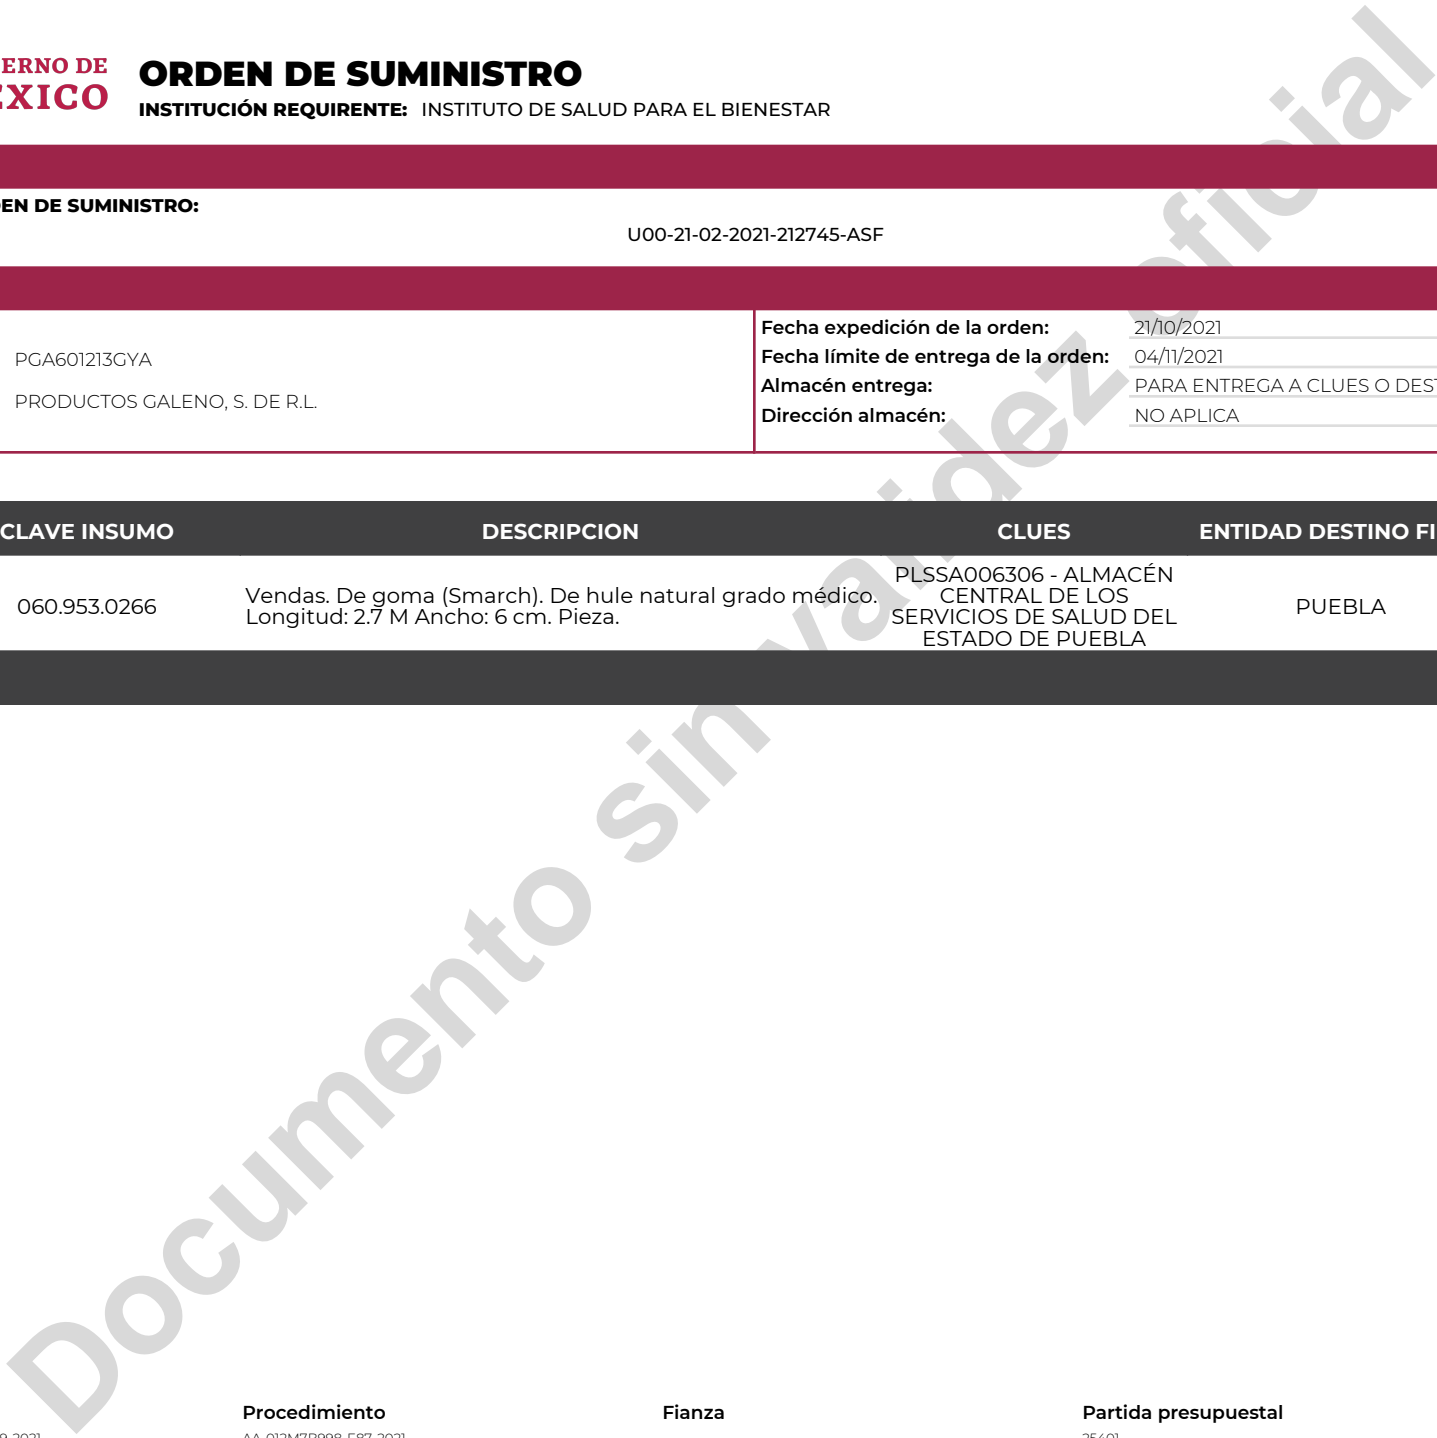 ERNO DE
EXICO
ORDEN DE SUMINISTRO
INSTITUCIÓN REQUIRENTE: INSTITUTO DE SALUD PARA EL BIENESTAR
EN DE SUMINISTRO:
U00-21-02-2021-212745-ASF
PGA601213GYA
PRODUCTOS GALENO, S. DE R.L.
Fecha expedición de la orden: 21/10/2021
Fecha límite de entrega de la orden: 04/11/2021
Almacén entrega: PARA ENTREGA A CLUES O DEST
Dirección almacén: NO APLICA
CLAVE INSUMO DESCRIPCION CLUES ENTIDAD DESTINO FI
060.953.0266
Vendas. De goma (Smarch). De hule natural grado médico.
Longitud: 2.7 M Ancho: 6 cm. Pieza.
PLSSA006306 - ALMACÉN
CENTRAL DE LOS
SERVICIOS DE SALUD DEL
ESTADO DE PUEBLA
PUEBLA
Documento sin validez oficial
Procedimiento Fianza Partida presupuestal